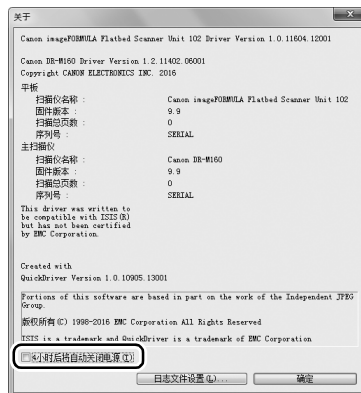 关于
Canon imageFORMULA Flatbed Scanner Unit 102 Driver Version 1.0.11604.12001
Canon DR-M160 Driver Version 1.2.11402.06001
Copyright CANON ELECTRONICS INC. 2016
平板
扫描仪名称 : Canon imageFORMULA Flatbed Scanner Unit 102
固件版本 : 9.9
扫描总页数 : 0
序列号 : SERIAL
主扫描仪
扫描仪名称 : Canon DR-M160
固件版本 : 9.9
扫描总页数 : 0
序列号 : SERIAL
This driver was written to
be compatible with ISIS(R)
but has not been certified
by EMC Corporation.
Created with
QuickDriver Version 1.0.10905.13001
Portions of this software are based in part on the work of the Independent JPEG
Group.
版权所有(C) 1998-2016 EMC Corporation All Rights Reserved
ISIS is a trademark and QuickDriver is a trademark of EMC Corporation
4小时后将自动关闭电源(T)
日志文件设置(L)... 确定